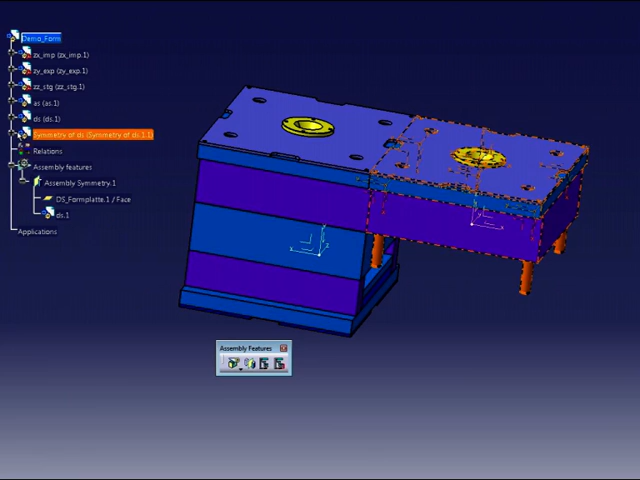 Demo_Form
zx_imp (zx_imp.1)
zy_exp (zy_exp.1)
zz_stg (zz_stg.1)
as (as.1)
ds (ds.1)
Symmetry of ds (Symmetry of ds.1.1)
Relations
Assembly features
Assembly Symmetry.1
DS_Formplatte.1 / Face
ds.1
Applications
Assembly Features